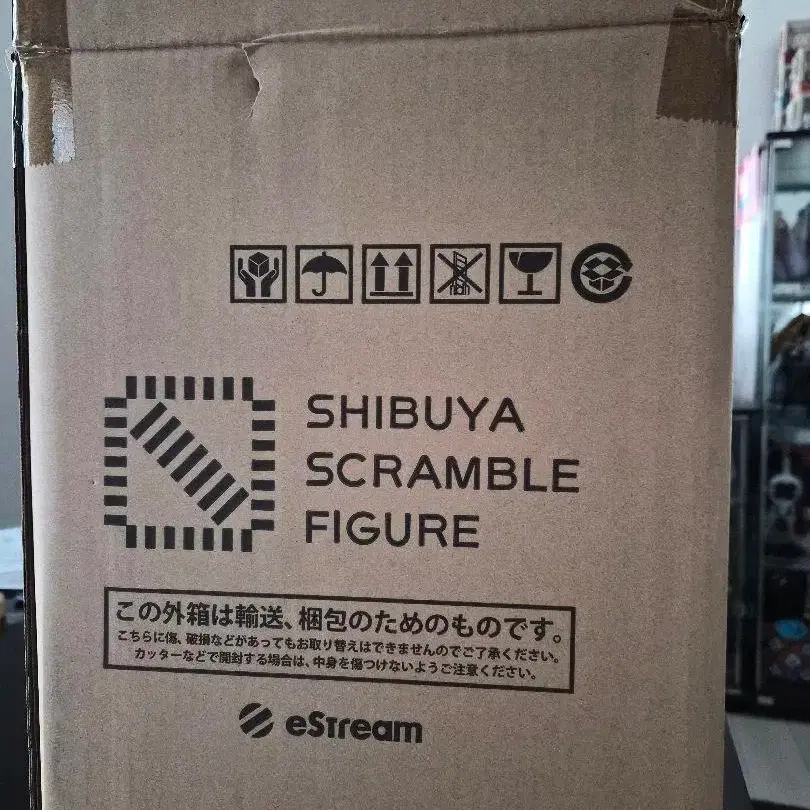 SHIBUYA
SCRAMBLE
FIGURE
この外箱は輸送、梱包のためのものです。
こちらに傷、破損などがあってもお取り替えはできませんのでご了承ください。
カッターなどで開封する場合は、中身を傷つけないようご注意ください。
eStream